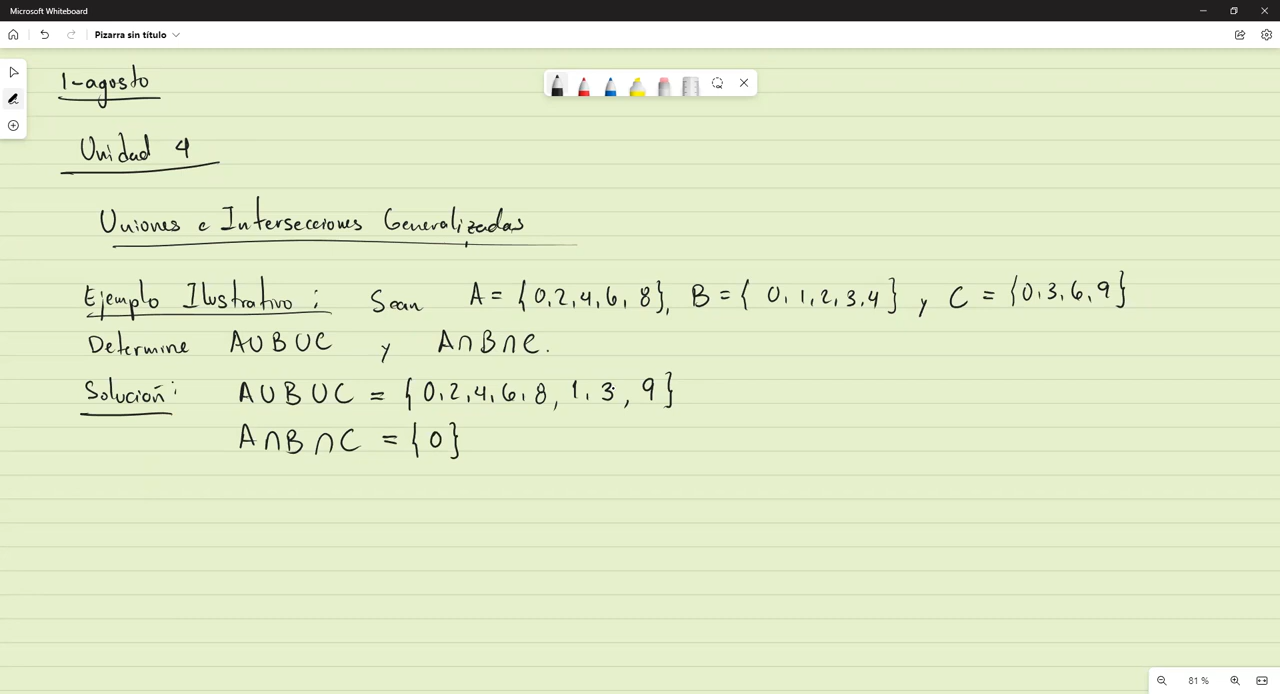 Microsoft Whiteboard
Pizarra sin título
1-agosto
Unidad 4
Uniones e Intersecciones Generalizadas
Ejemplo Ilustrativo: Sean A = {0,2,4,6,8}, B = {0,1,2,3,4} y C = {0,3,6,9}
Determine A∪B∪C y A∩B∩C.
Solución: A∪B∪C = {0,2,4,6,8,1,3,9}
A∩B∩C = {0}
81 %